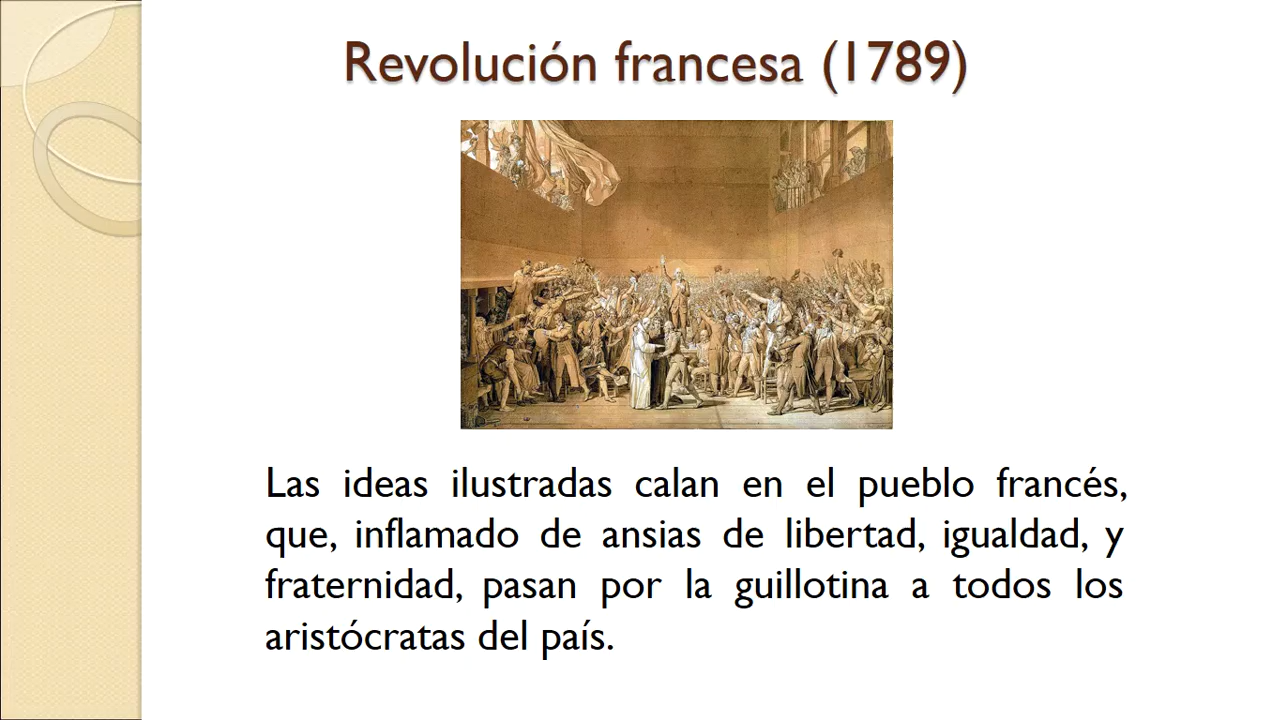 Revolución francesa (1789)
Las ideas ilustradas calan en el pueblo francés,
que, inflamado de ansias de libertad, igualdad, y
fraternidad, pasan por la guillotina a todos los
aristócratas del país.